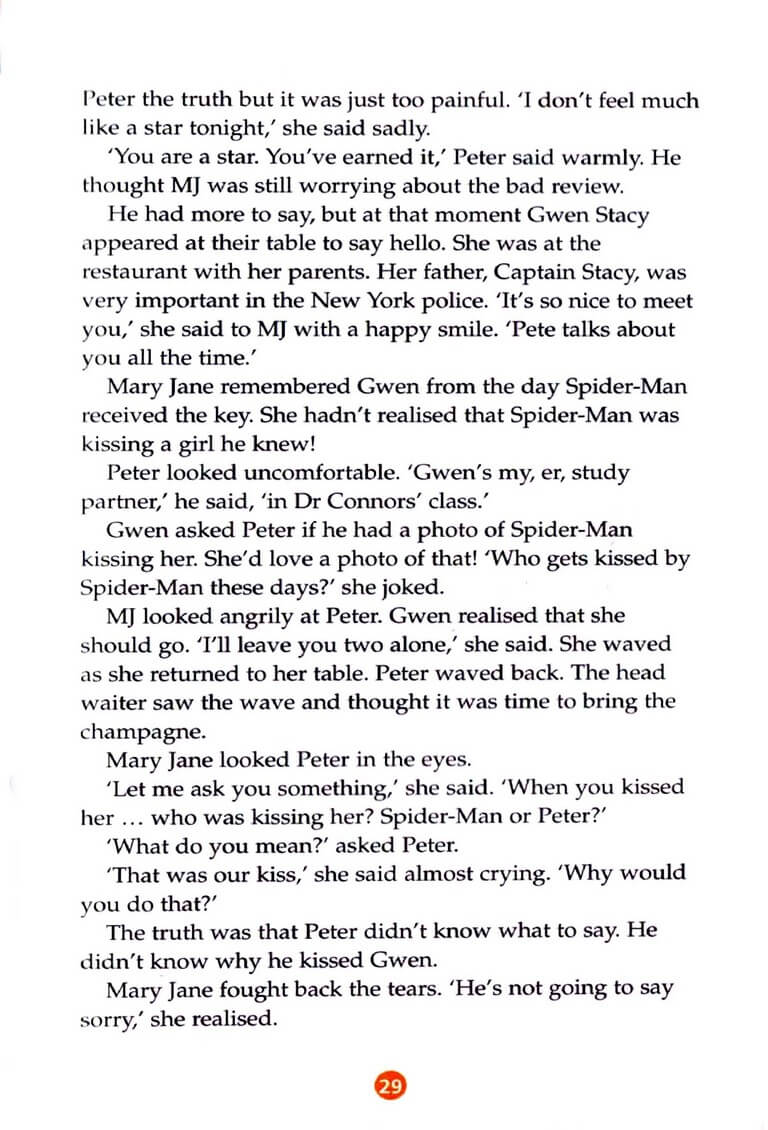 Peter the truth but it was just too painful. ‘I don’t feel much
like a star tonight,’ she said sadly.
‘You are a star. You’ve earned it,’ Peter said warmly. He
thought MJ was still worrying about the bad review.
He had more to say, but at that moment Gwen Stacy
appeared at their table to say hello. She was at the
restaurant with her parents. Her father, Captain Stacy, was
very important in the New York police. ‘It’s so nice to meet
you,’ she said to MJ with a happy smile. ‘Pete talks about
you all the time.’
Mary Jane remembered Gwen from the day Spider-Man
received the key. She hadn’t realised that Spider-Man was
kissing a girl he knew!
Peter looked uncomfortable. ‘Gwen’s my, er, study
partner,’ he said, ‘in Dr Connors’ class.’
Gwen asked Peter if he had a photo of Spider-Man
kissing her. She’d love a photo of that! ‘Who gets kissed by
Spider-Man these days?’ she joked.
MJ looked angrily at Peter. Gwen realised that she
should go. ‘I’ll leave you two alone,’ she said. She waved
as she returned to her table. Peter waved back. The head
waiter saw the wave and thought it was time to bring the
champagne.
Mary Jane looked Peter in the eyes.
‘Let me ask you something,’ she said. ‘When you kissed
her … who was kissing her? Spider-Man or Peter?’
‘What do you mean?’ asked Peter.
‘That was our kiss,’ she said almost crying. ‘Why would
you do that?’
The truth was that Peter didn’t know what to say. He
didn’t know why he kissed Gwen.
Mary Jane fought back the tears. ‘He’s not going to say
sorry,’ she realised.
29